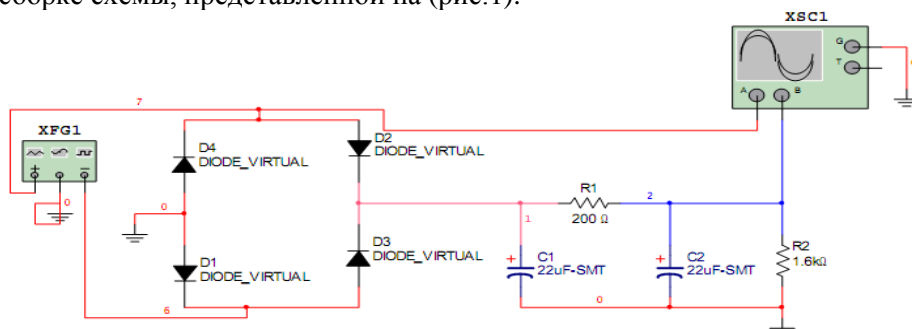 сборке схемы, представленной на (рис.1).
XSC1
G
T
A
B
7
XFG1
D4
DIODE_VIRTUAL
D2
DIODE_VIRTUAL
R1
200 Ω
2
0
0
1
D1
DIODE_VIRTUAL
D3
DIODE_VIRTUAL
C1
22uF-SMT
C2
22uF-SMT
R2
1.6kΩ
6
0